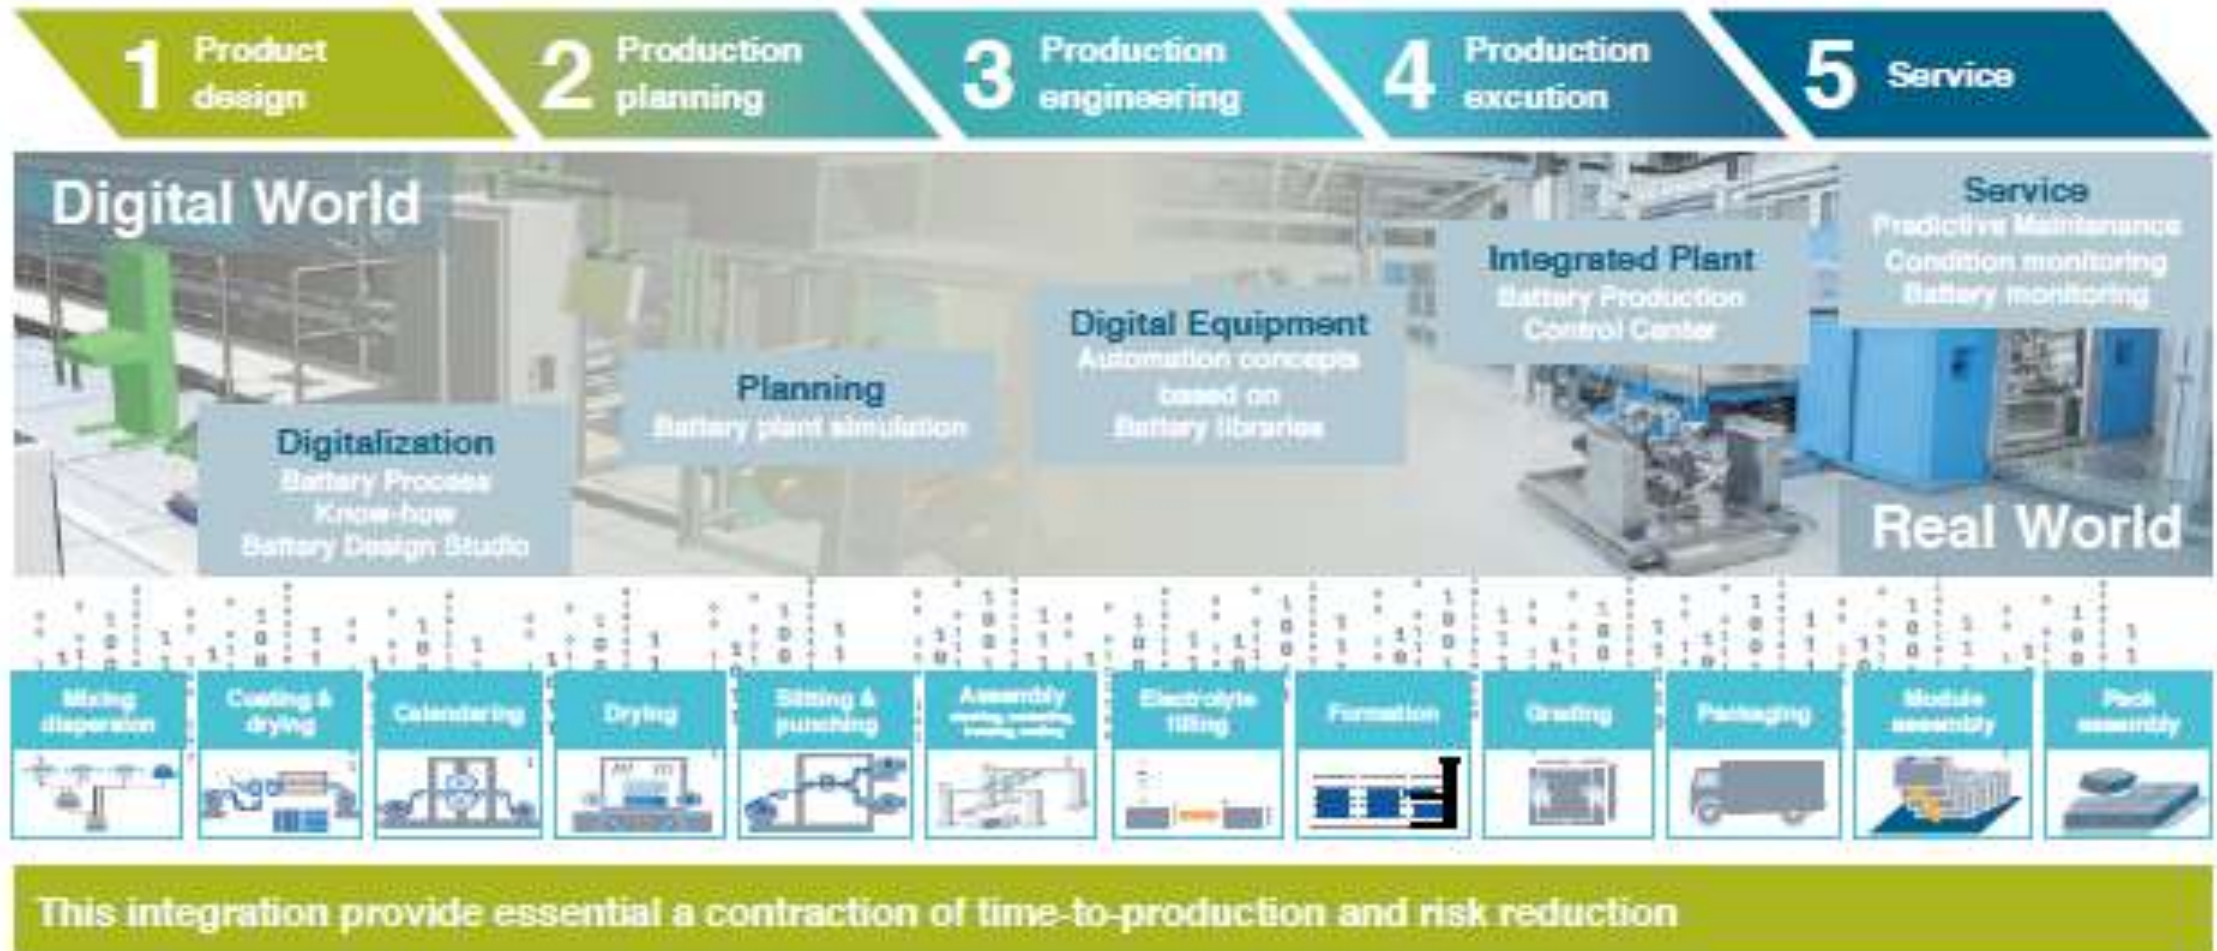 1 Product
design
2 Production
planning
3 Production
engineering
4 Production
excution
5 Service
Digital World
Digitalization
Battery Process
Know-how
Battery Design Studio
Planning
Battery plant simulation
Digital Equipment
Automation concepts
based on
Battery libraries
Integrated Plant
Battery Production
Control Center
Service
Predictive Maintenance
Condition monitoring
Battery monitoring
Real World
Mixing
dispersion
Coating &
drying
Calendering
Drying
Slitting &
punching
Assembly
Electrolyte
filling
Formation
Grading
Packaging
Module
assembly
Pack
assembly
This integration provide essential a contraction of time-to-production and risk reduction